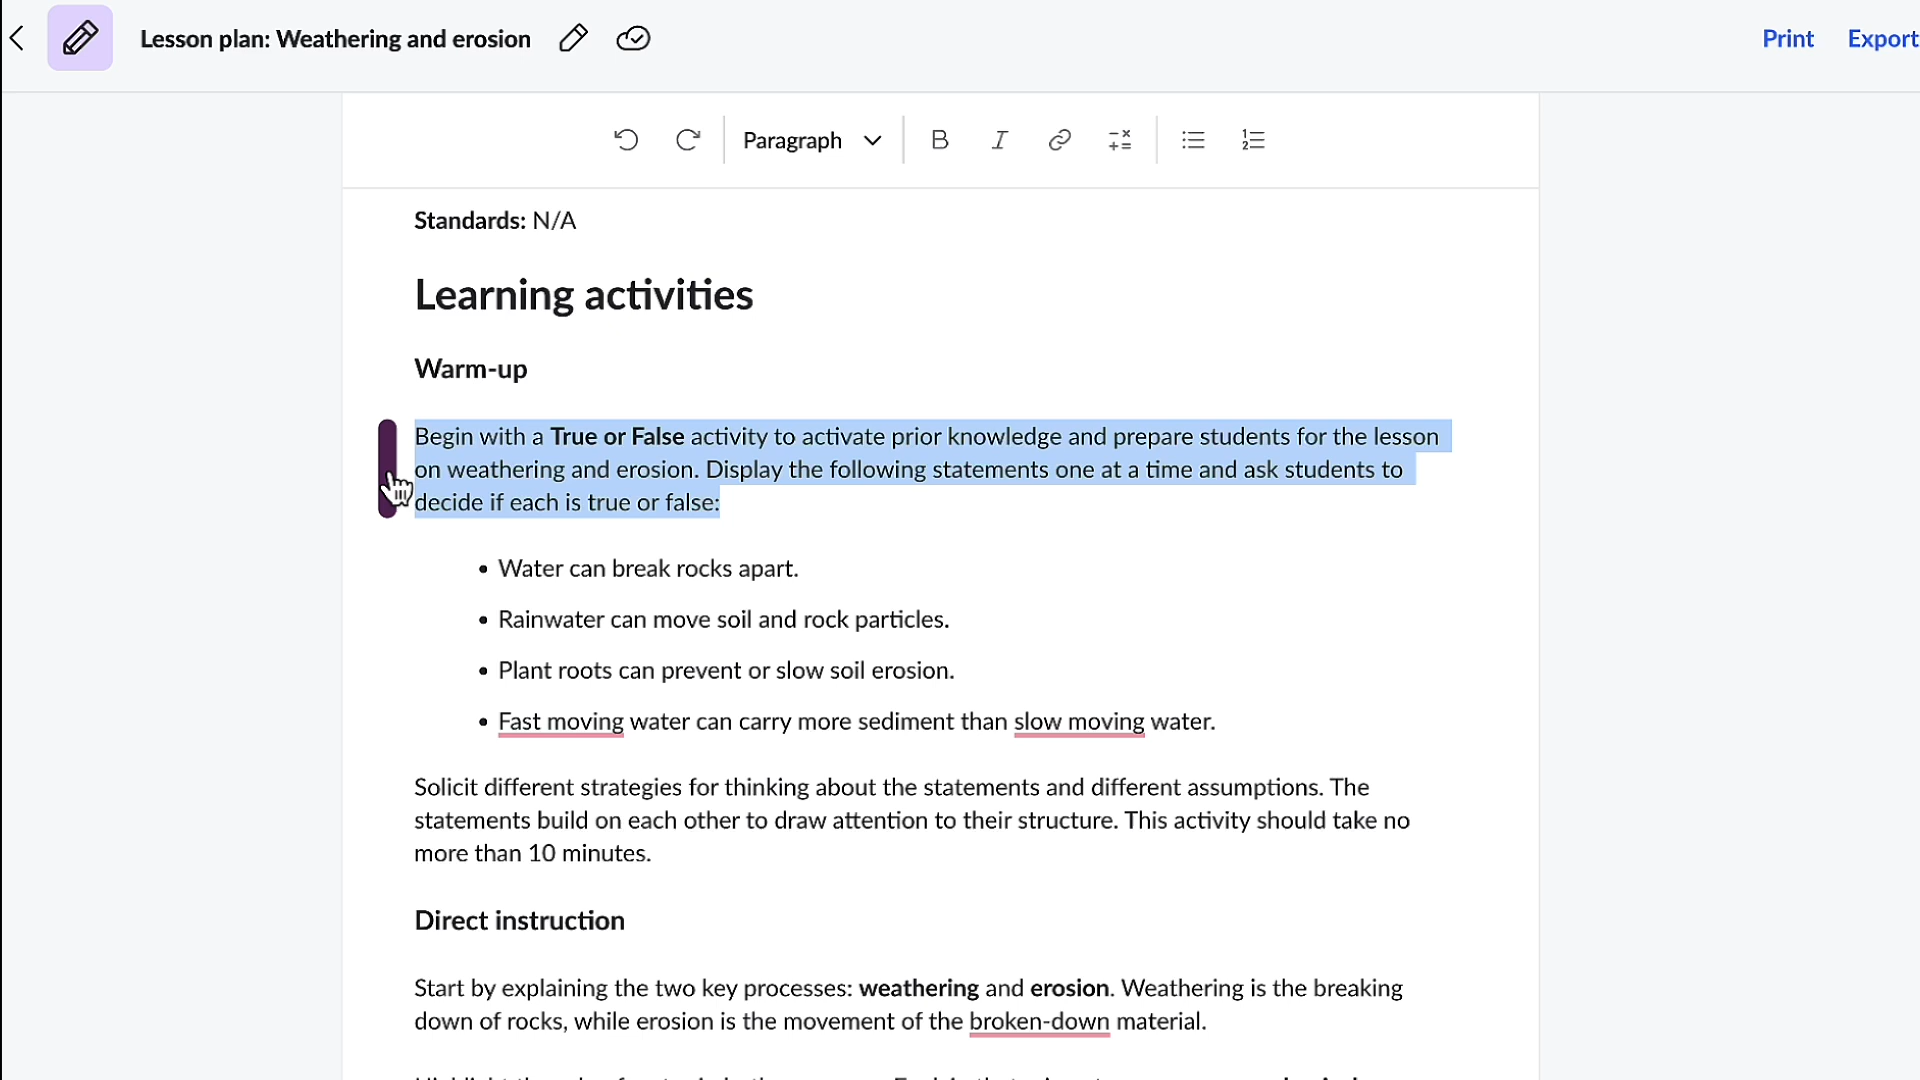 Lesson plan: Weathering and erosion
Print
Export
Paragraph
B
I
Standards: N/A
Learning activities
Warm-up
Begin with a True or False activity to activate prior knowledge and prepare students for the lesson
on weathering and erosion. Display the following statements one at a time and ask students to
decide if each is true or false:
• Water can break rocks apart.
• Rainwater can move soil and rock particles.
• Plant roots can prevent or slow soil erosion.
• Fast moving water can carry more sediment than slow moving water.
Solicit different strategies for thinking about the statements and different assumptions. The
statements build on each other to draw attention to their structure. This activity should take no
more than 10 minutes.
Direct instruction
Start by explaining the two key processes: weathering and erosion. Weathering is the breaking
down of rocks, while erosion is the movement of the broken-down material.